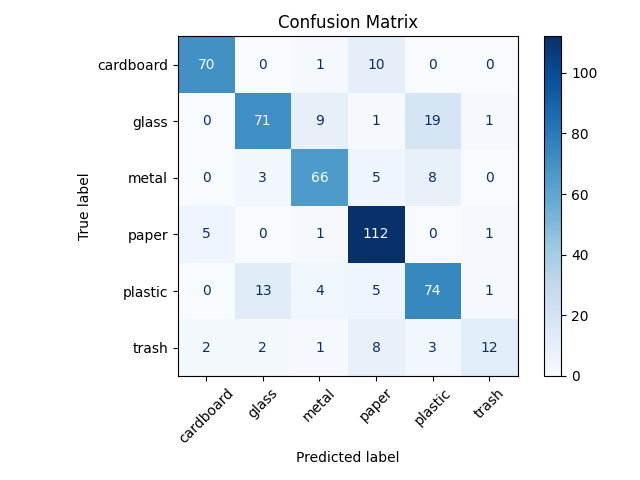 Confusion Matrix
cardboard 70 0 1 10 0 0
glass 0 71 9 1 19 1
metal 0 3 66 5 8 0
paper 5 0 1 112 0 1
plastic 0 13 4 5 74 1
trash 2 2 1 8 3 12
cardboard glass metal paper plastic trash
Predicted label
True label
100
80
60
40
20
0